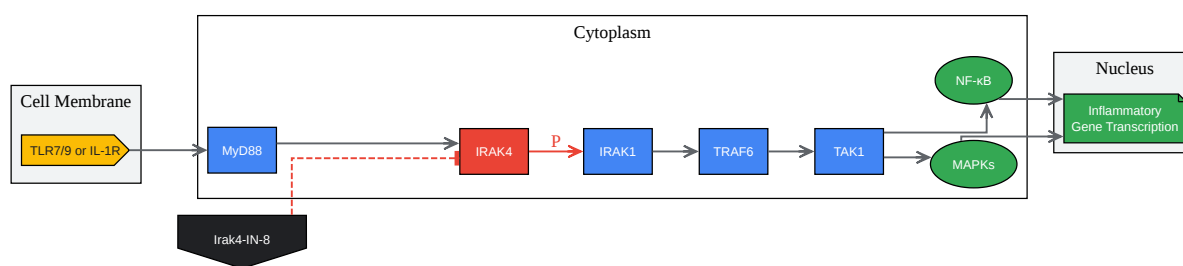 Cytoplasm
Cell Membrane
TLR7/9 or IL-1R
MyD88
IRAK4
P
IRAK1
TRAF6
TAK1
NF-κB
MAPKs
Nucleus
Inflammatory
Gene Transcription
Irak4-IN-8